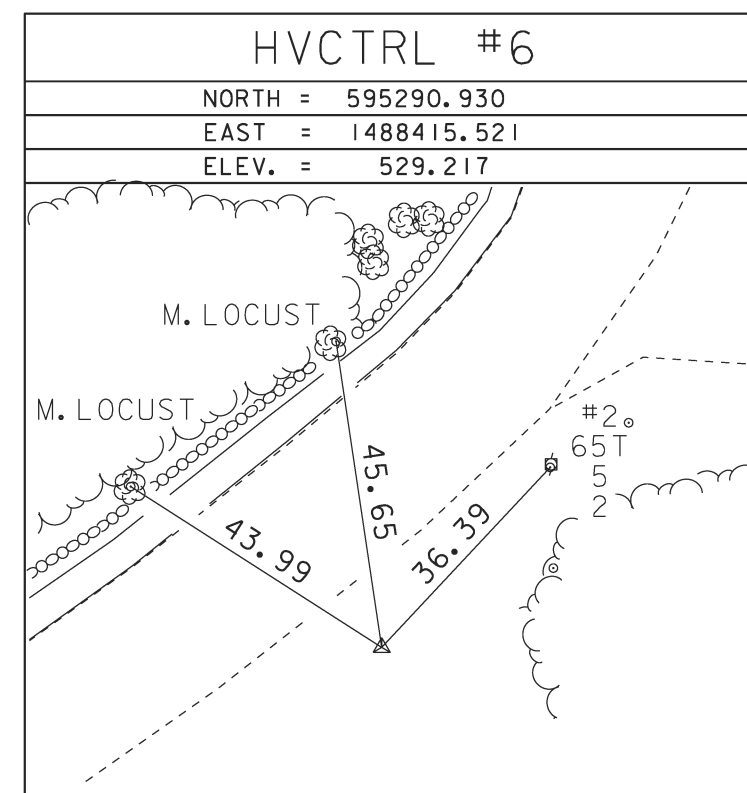 HVCTRL #6
NORTH = 595290.930
EAST = 1488415.521
ELEV. = 529.217
M. LOCUST
M. LOCUST
#2
65T
5
2
45.65
43.99
36.39